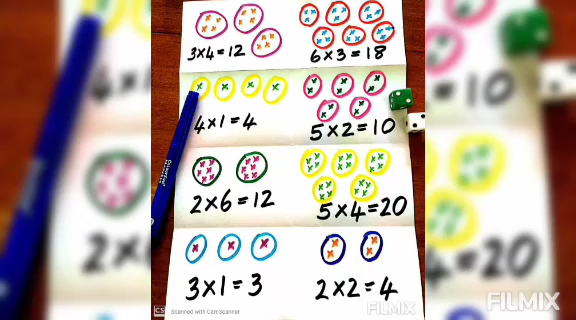 3×4=12
6×3=18
4×1=4
5×2=10
2×6=12
5×4=20
3×1=3
2×2=4
CS Scanned with CamScanner
FILMIX
FILMIX